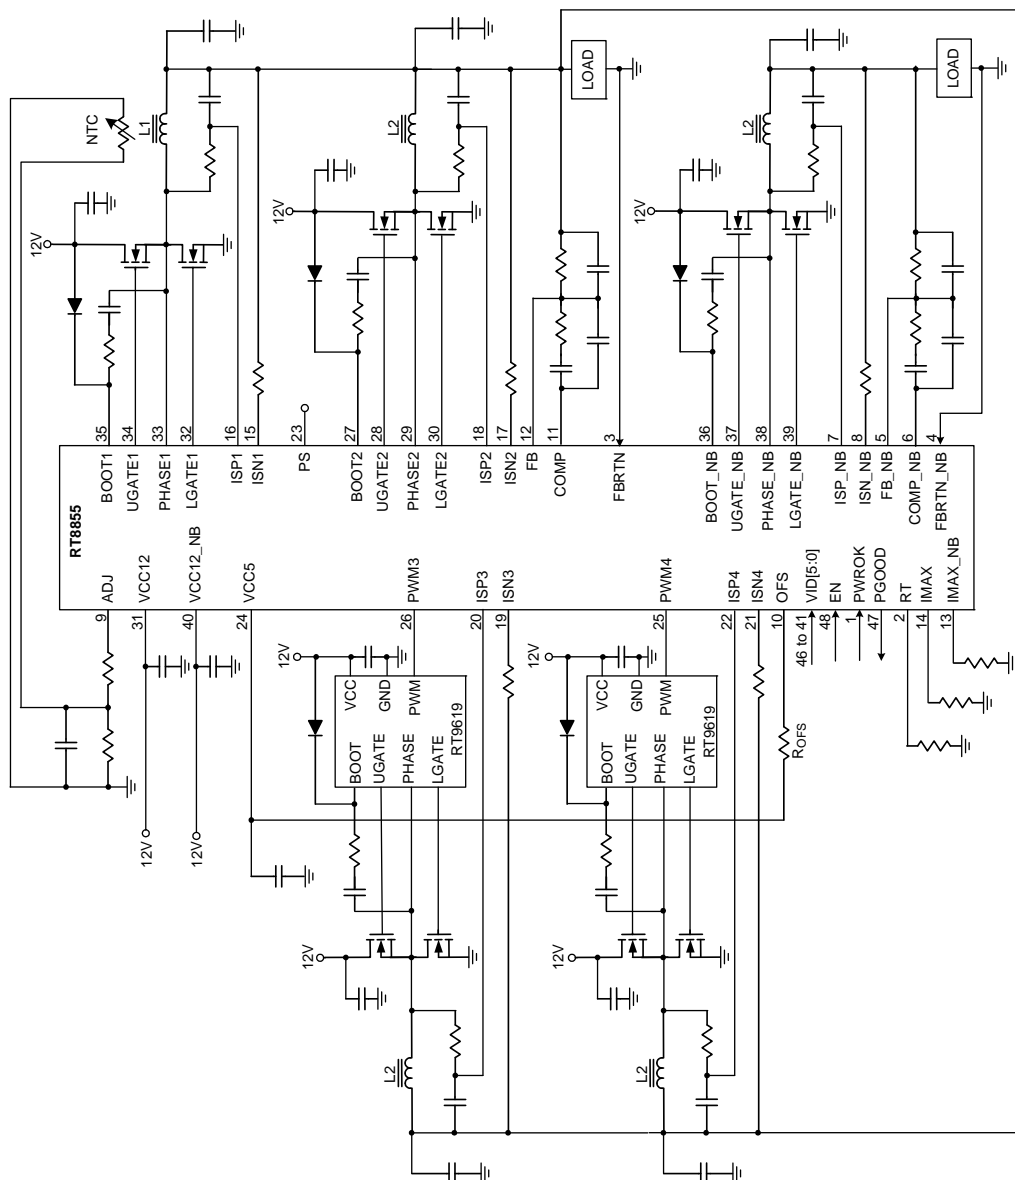 NTC
L1
L2
L2
LOAD
LOAD
12V
12V
12V
35
34
33
32
16
15
23
27
28
29
30
18
17
12
11
3
36
37
38
39
7
8
5
6
4
BOOT1
UGATE1
PHASE1
LGATE1
ISP1
ISN1
PS
BOOT2
UGATE2
PHASE2
LGATE2
ISP2
ISN2
FB
COMP
FBRTN
BOOT_NB
UGATE_NB
PHASE_NB
LGATE_NB
ISP_NB
ISN_NB
FB_NB
COMP_NB
FBRTN_NB
RT8855
ADJ
VCC12
VCC12_NB
VCC5
PWM3
ISP3
ISN3
PWM4
ISP4
ISN4
OFS
VID[5:0]
EN
PWROK
PGOOD
RT
IMAX
IMAX_NB
9
31
40
24
26
20
19
25
22
21
10
46 to 41
48
1
47
2
14
13
12V
VCC
GND
PWM
BOOT
UGATE
PHASE
LGATE
RT9619
12V
VCC
GND
PWM
BOOT
UGATE
PHASE
LGATE
RT9619
ROFS
12V
12V
12V
12V
L2
L2